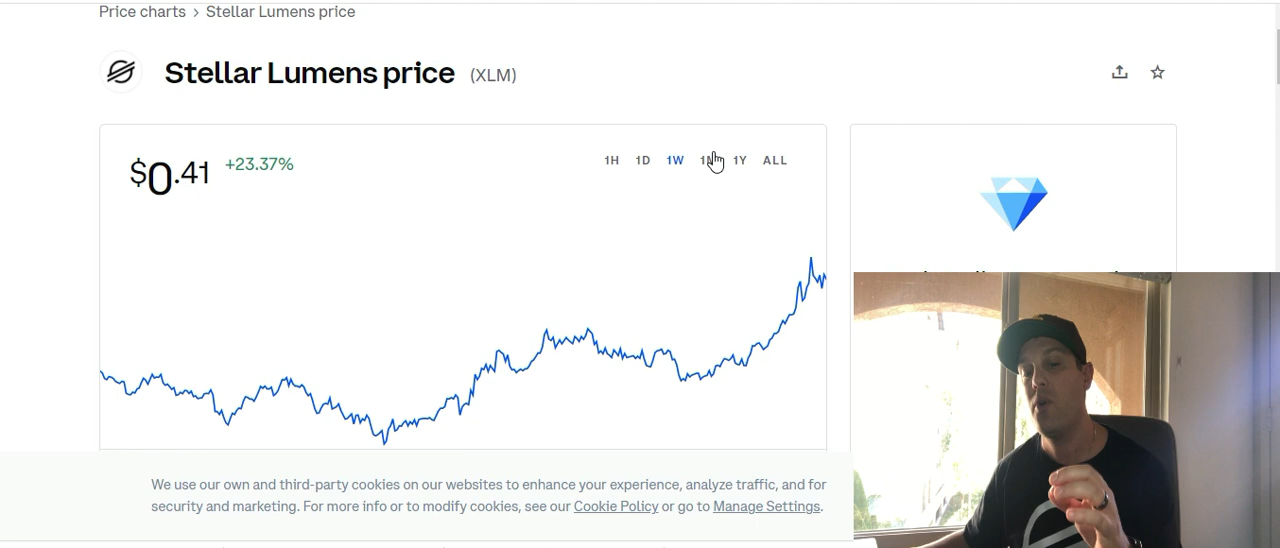 Price charts › Stellar Lumens price
Stellar Lumens price (XLM)
$0.41 +23.37%
1H 1D 1W 1Y ALL
We use our own and third-party cookies on our websites to enhance your experience, analyze traffic, and for
security and marketing. For more info or to modify cookies, see our Cookie Policy or go to Manage Settings.